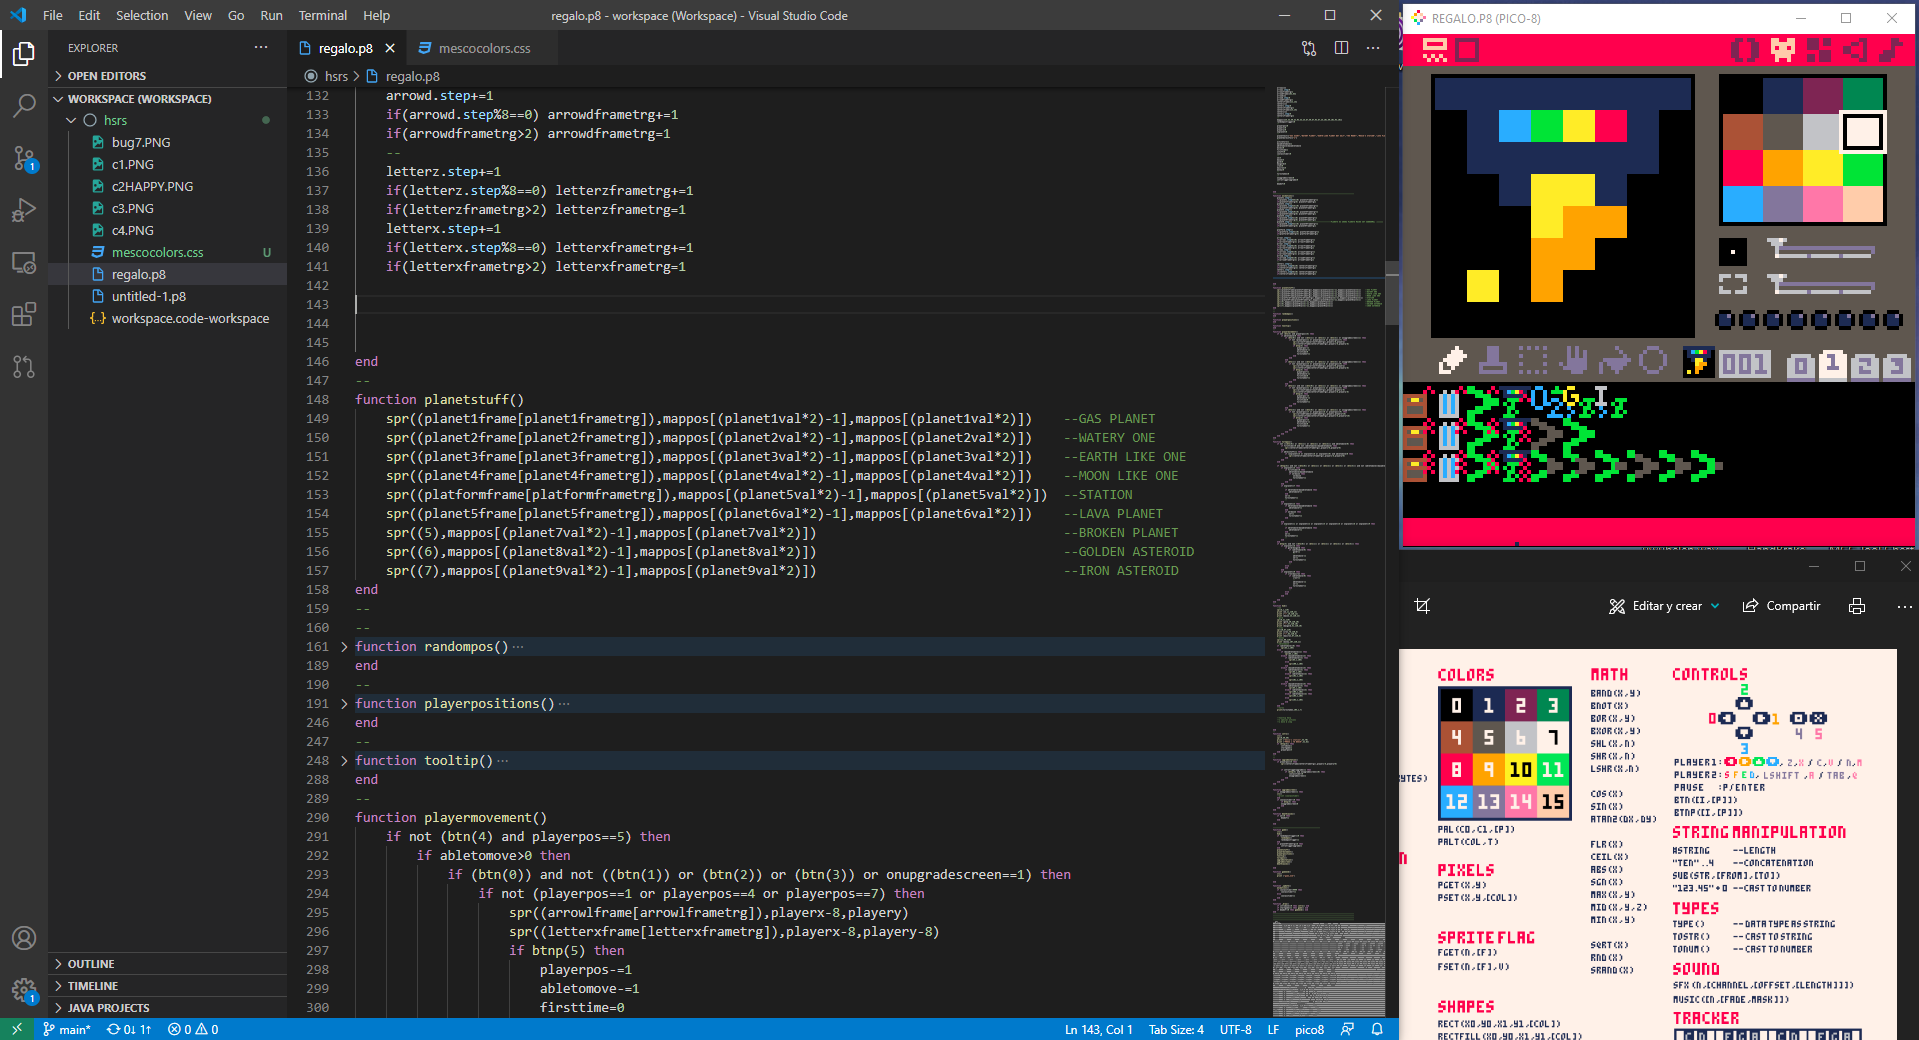 File Edit Selection View Go Run Terminal Help
regalo.p8 - workspace (Workspace) - Visual Studio Code
EXPLORER
OPEN EDITORS
WORKSPACE (WORKSPACE)
hsrs
bug7.PNG
c1.PNG
c2HAPPY.PNG
c3.PNG
c4.PNG
mescocolors.css U
regalo.p8
untitled-1.p8
{..} workspace.code-workspace
OUTLINE
TIMELINE
JAVA PROJECTS
1
1
regalo.p8
mescocolors.css
hsrs > regalo.p8
132 arrowd.step+=1
133 if(arrowd.step%8==0) arrowdframetrg+=1
134 if(arrowdframetrg>2) arrowdframetrg=1
135 --
136 letterz.step+=1
137 if(letterz.step%8==0) letterzframetrg+=1
138 if(letterzframetrg>2) letterzframetrg=1
139 letterx.step+=1
140 if(letterx.step%8==0) letterxframetrg+=1
141 if(letterxframetrg>2) letterxframetrg=1
142
143
144
145
146 end
147 --
148 function planetstuff()
149 spr((planet1frame[planet1frametrg]),mappos[(planet1val*2)-1],mappos[(planet1val*2)]) --GAS PLANET
150 spr((planet2frame[planet2frametrg]),mappos[(planet2val*2)-1],mappos[(planet2val*2)]) --WATERY ONE
151 spr((planet3frame[planet3frametrg]),mappos[(planet3val*2)-1],mappos[(planet3val*2)]) --EARTH LIKE ONE
152 spr((planet4frame[planet4frametrg]),mappos[(planet4val*2)-1],mappos[(planet4val*2)]) --MOON LIKE ONE
153 spr((platformframe[platformframetrg]),mappos[(planet5val*2)-1],mappos[(planet5val*2)]) --STATION
154 spr((planet5frame[planet5frametrg]),mappos[(planet6val*2)-1],mappos[(planet6val*2)]) --LAVA PLANET
155 spr((5),mappos[(planet7val*2)-1],mappos[(planet7val*2)]) --BROKEN PLANET
156 spr((6),mappos[(planet8val*2)-1],mappos[(planet8val*2)]) --GOLDEN ASTEROID
157 spr((7),mappos[(planet9val*2)-1],mappos[(planet9val*2)]) --IRON ASTEROID
158 end
159 --
160 --
161 function randompos() ···
189 end
190 --
191 function playerpositions() ···
246 end
247 --
248 function tooltip() ···
288 end
289 --
290 function playermovement()
291 if not (btn(4) and playerpos==5) then
292 if abletomove>0 then
293 if (btn(0)) and not ((btn(1)) or (btn(2)) or (btn(3)) or onupgradescreen==1) then
294 if not (playerpos==1 or playerpos==4 or playerpos==7) then
295 spr((arrowlframe[arrowlframetrg]),playerx-8,playery)
296 spr((letterxframe[letterxframetrg]),playerx-8,playery-8)
297 if btnp(5) then
298 playerpos-=1
299 abletomove-=1
300 firsttime=0
main* 0↓ 1↑ 0 0
Ln 143, Col 1 Tab Size: 4 UTF-8 LF pico8
REGALO.P8 (PICO-8)
001 0 1 2 3
Editar y crear
Compartir
COLORS
0 1 2 3
4 5 6 7
8 9 10 11
12 13 14 15
PAL(C0,C1,[P])
PALT(COL,T)
PIXELS
PGET(X,Y)
PSET(X,Y,[COL])
SPRITE FLAG
FGET(N,[F])
FSET(N,[F],V)
SHAPES
RECT(X0,Y0,X1,Y1,[COL])
RECTFILL(X0,Y0,X1,Y1,[COL])
MATH
BAND(X,Y)
BNOT(X)
BOR(X,Y)
BXOR(X,Y)
SHL(X,N)
SHR(X,N)
LSHR(X,N)
COS(X)
SIN(X)
ATAN2(DX,DY)
FLR(X)
CEIL(X)
ABS(X)
SGN(X)
MAX(X,Y)
MID(X,Y,Z)
MIN(X,Y)
SQRT(X)
RND(X)
SRAND(X)
CONTROLS
2
0 1
4 5
3
PLAYER1: , Z,X / C,V / N,M
PLAYER2: S F E D, LSHIFT ,A / TAB,Q
PAUSE :P/ENTER
BTN([I,[P]])
BTNP([I,[P]])
STRING MANIPULATION
#STRING --LENGTH
"TEN"..4 --CONCATENATION
SUB(STR,[FROM],[TO])
"123.45"+0 --CAST TO NUMBER
TYPES
TYPE() --DATA TYPE AS STRING
TOSTR() --CAST TO STRING
TONUM() --CAST TO NUMBER
SOUND
SFX(N,[CHANNEL,[OFFSET,[LENGTH]]])
MUSIC([N,[FADE,MASK]])
TRACKER